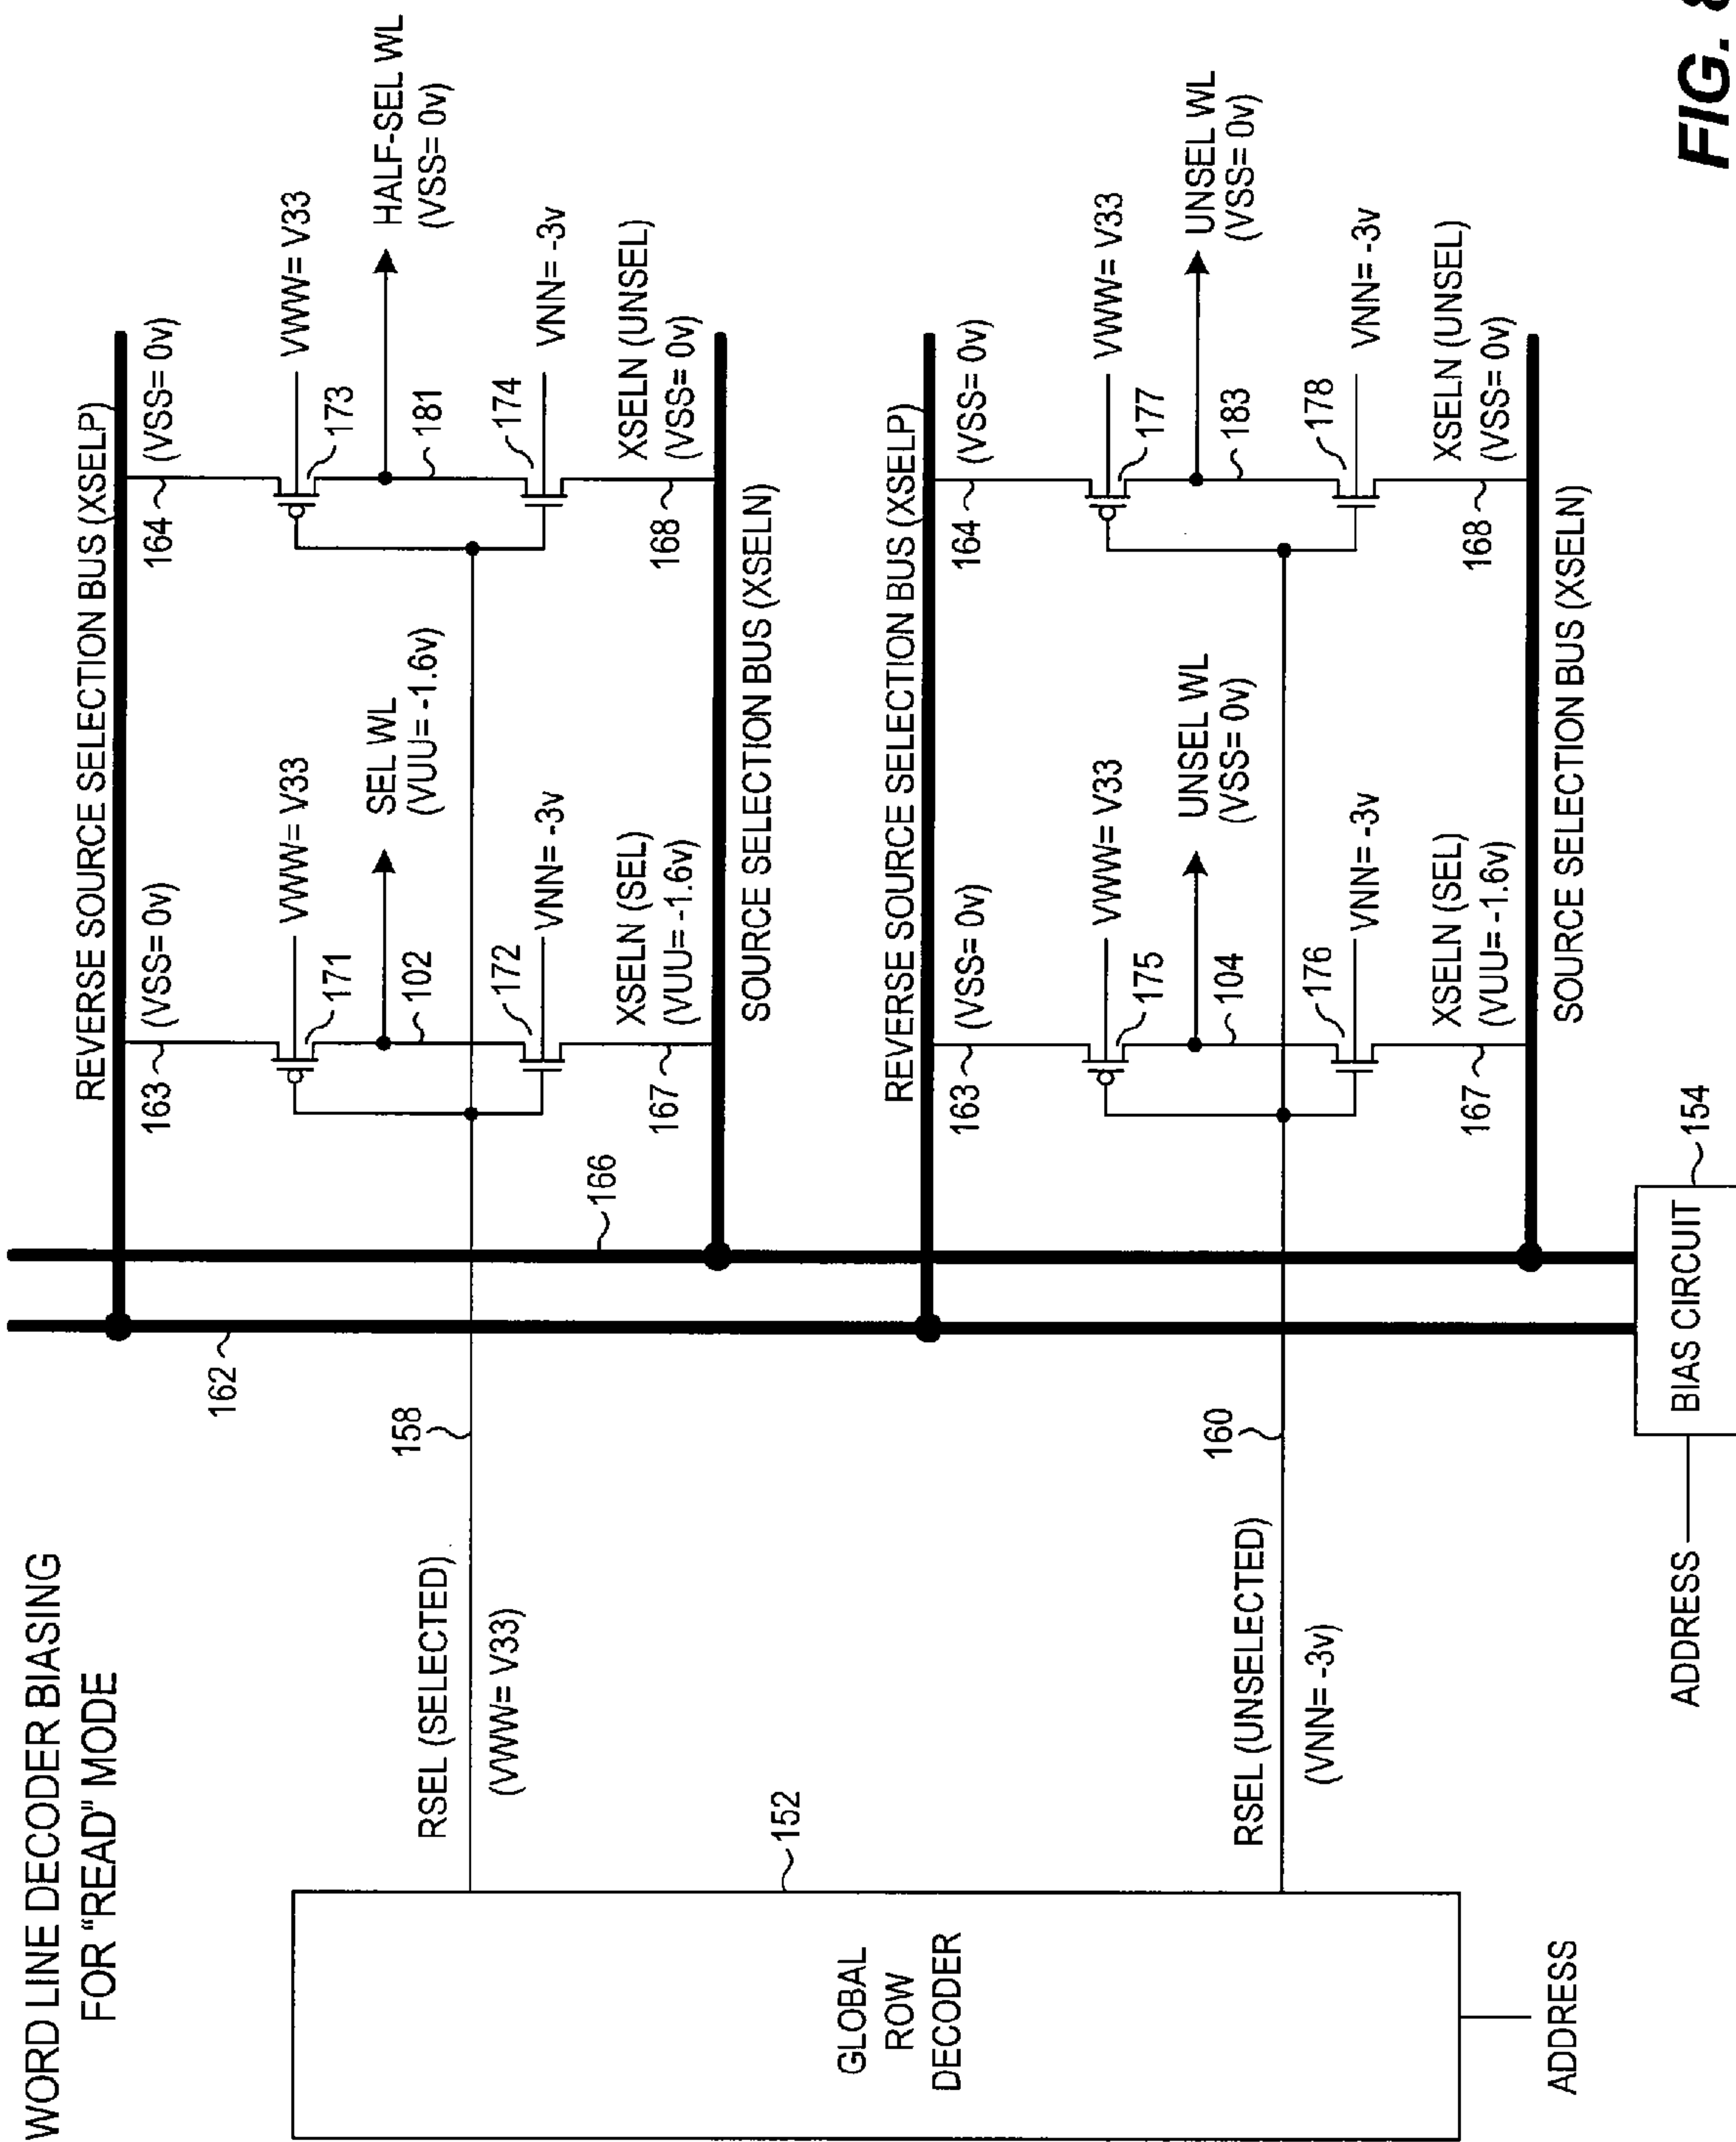 WORD LINE DECODER BIASING
FOR "READ" MODE
REVERSE SOURCE SELECTION BUS (XSELP)
163
(VSS= 0v)
164
(VSS= 0v)
VWW= V33
171
VWW= V33
173
162
SEL WL
(VUU= -1.6v)
HALF-SEL WL
(VSS= 0v)
102
181
158
RSEL (SELECTED)
(VWW= V33)
172
VNN= -3v
174
VNN= -3v
166
167
XSELN (SEL)
(VUU= -1.6v)
168
XSELN (UNSEL)
(VSS= 0v)
SOURCE SELECTION BUS (XSELN)
152
GLOBAL
ROW
DECODER
REVERSE SOURCE SELECTION BUS (XSELP)
163
(VSS= 0v)
164
(VSS= 0v)
VWW= V33
175
VWW= V33
177
UNSEL WL
(VSS= 0v)
UNSEL WL
(VSS= 0v)
104
183
160
RSEL (UNSELECTED)
(VNN= -3v)
176
VNN= -3v
178
VNN= -3v
167
XSELN (SEL)
(VUU= -1.6v)
168
XSELN (UNSEL)
(VSS= 0v)
SOURCE SELECTION BUS (XSELN)
ADDRESS
ADDRESS
BIAS CIRCUIT
154
FIG. 8